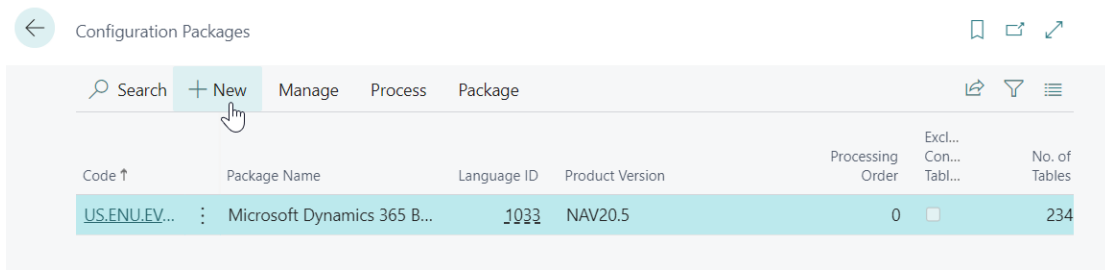 Configuration Packages
Search New Manage Process Package
Code ↑ Package Name Language ID Product Version Processing Order Excl... Con... Tabl... No. of Tables
US.ENU.EV... Microsoft Dynamics 365 B... 1033 NAV20.5 0 234